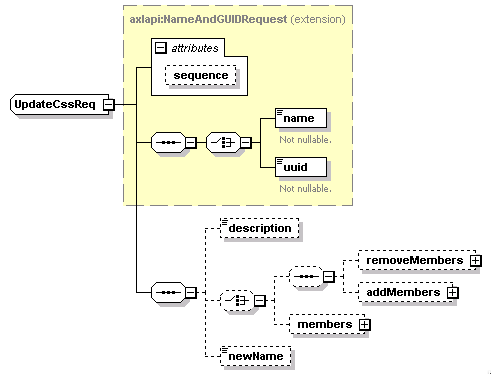 axlapi:NameAndGUIDRequest (extension)
attributes
sequence
UpdateCssReq
name
Not nullable.
uuid
Not nullable.
description
removeMembers
addMembers
members
newName